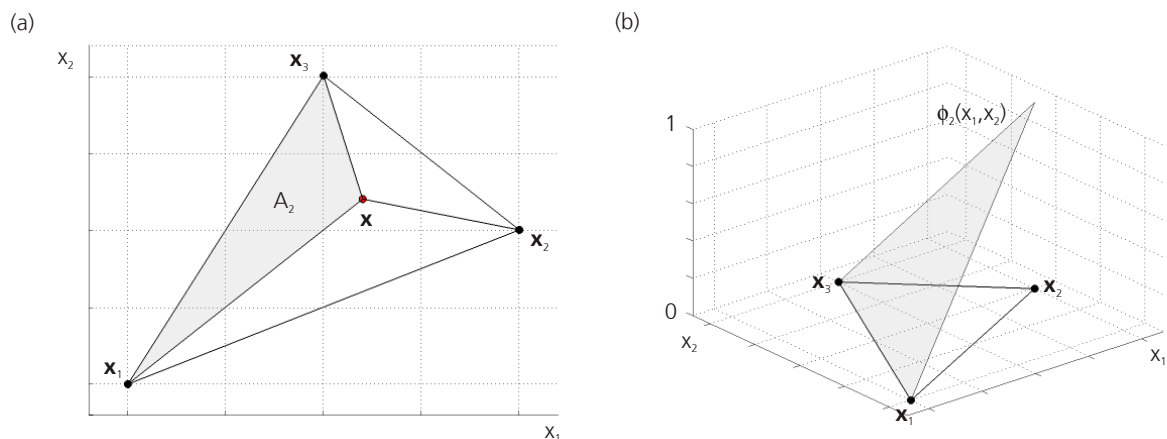 (a)
x₂
x₃
A₂
x
x₂
x₁
x₁
(b)
1
ϕ₂(x₁,x₂)
x₃
x₂
0
x₂
x₁
x₁